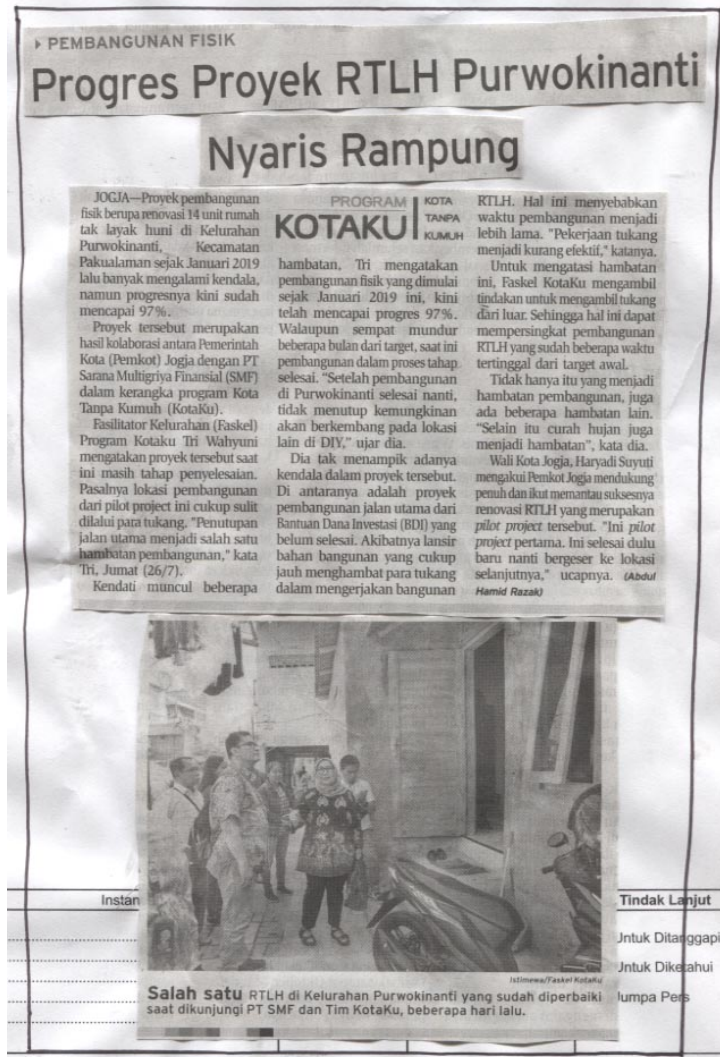 PEMBANGUNAN FISIK
Progres Proyek RTLH Purwokinanti
Nyaris Rampung
JOGJA—Proyek pembangunan
fisik berupa renovasi 14 unit rumah
tak layak huni di Kelurahan
Purwokinanti, Kecamatan
Pakualaman sejak Januari 2019
lalu banyak mengalami kendala,
namun progresnya kini sudah
mencapai 97%.
Proyek tersebut merupakan
hasil kolaborasi antara Pemerintah
Kota (Pemkot) Jogja dengan PT
Sarana Multigriya Finansial (SMF)
dalam kerangka program Kota
Tanpa Kumuh (KotaKu).
Fasilitator Kelurahan (Faskel)
Program Kotaku Tri Wahyuni
mengatakan proyek tersebut saat
ini masih tahap penyelesaian.
Pasalnya lokasi pembangunan
dari pilot project ini cukup sulit
dilalui para tukang. "Penutupan
jalan utama menjadi salah satu
hambatan pembangunan," kata
Tri, Jumat (26/7).
Kendati muncul beberapa
PROGRAM
KOTAKU
KOTA
TANPA
KUMUH
hambatan, Tri mengatakan
pembangunan fisik yang dimulai
sejak Januari 2019 ini, kini
telah mencapai progres 97%.
Walaupun sempat mundur
beberapa bulan dari target, saat ini
pembangunan dalam proses tahap
selesai. "Setelah pembangunan
di Purwokinanti selesai nanti,
tidak menutup kemungkinan
akan berkembang pada lokasi
lain di DIY," ujar dia.
Dia tak menampik adanya
kendala dalam proyek tersebut.
Di antaranya adalah proyek
pembangunan jalan utama dari
Bantuan Dana Investasi (BDI) yang
belum selesai. Akibatnya lansir
bahan bangunan yang cukup
jauh menghambat para tukang
dalam mengerjakan bangunan
RTLH. Hal ini menyebabkan
waktu pembangunan menjadi
lebih lama. "Pekerjaan tukang
menjadi kurang efektif," katanya.
Untuk mengatasi hambatan
ini, Faskel KotaKu mengambil
tindakan untuk mengambil tukang
dari luar. Sehingga hal ini dapat
mempersingkat pembangunan
RTLH yang sudah beberapa waktu
tertinggal dari target awal.
Tidak hanya itu yang menjadi
hambatan pembangunan, juga
ada beberapa hambatan lain.
"Selain itu curah hujan juga
menjadi hambatan", kata dia.
Wali Kota Jogja, Haryadi Suyuti
mengakui Pemkot Jogja mendukung
penuh dan ikut memantau suksesnya
renovasi RTLH yang merupakan
pilot project tersebut. "Ini pilot
project pertama. Ini selesai dulu
baru nanti bergeser ke lokasi
selanjutnya," ucapnya. (Abdul
Hamid Razak)
Istimewa/Faskel KotaKu
Salah satu RTLH di Kelurahan Purwokinanti yang sudah diperbaiki
saat dikunjungi PT SMF dan Tim KotaKu, beberapa hari lalu.
Instan
Tindak Lanjut
Untuk Ditanggapi
Untuk Diketahui
Jumpa Pers